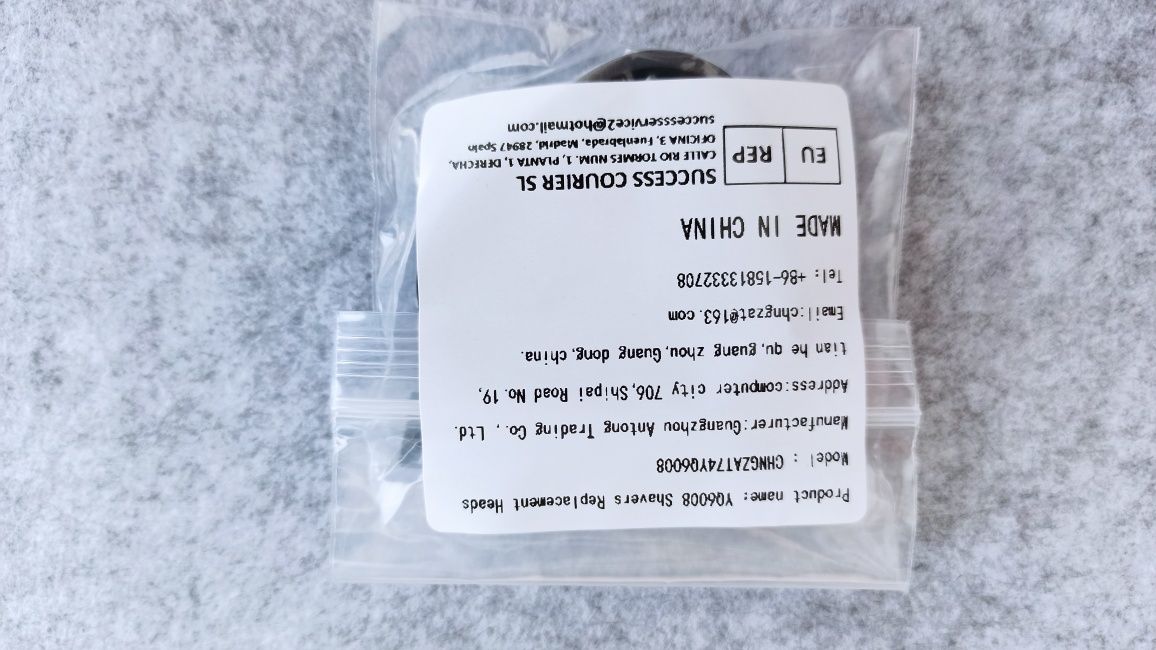 Product name: YQ6008 Shavers Replacement Heads
Model : CHNGZAT74YQ6008
Manufacturer:Guangzhou Antong Trading Co., Ltd.
Address:computer city 706,Shipai Road No.19,
tian he qu,guang zhou,Guang dong,china.
Email:chngzat@163.com
Tel: +86-15813332708
MADE IN CHINA
EU REP
SUCCESS COURIER SL
CALLE RIO TORMES NUM. 1, PLANTA 1, DERECHA,
OFICINA 3, Fuenlabrada, Madrid, 28947 Spain
successservice2@hotmail.com